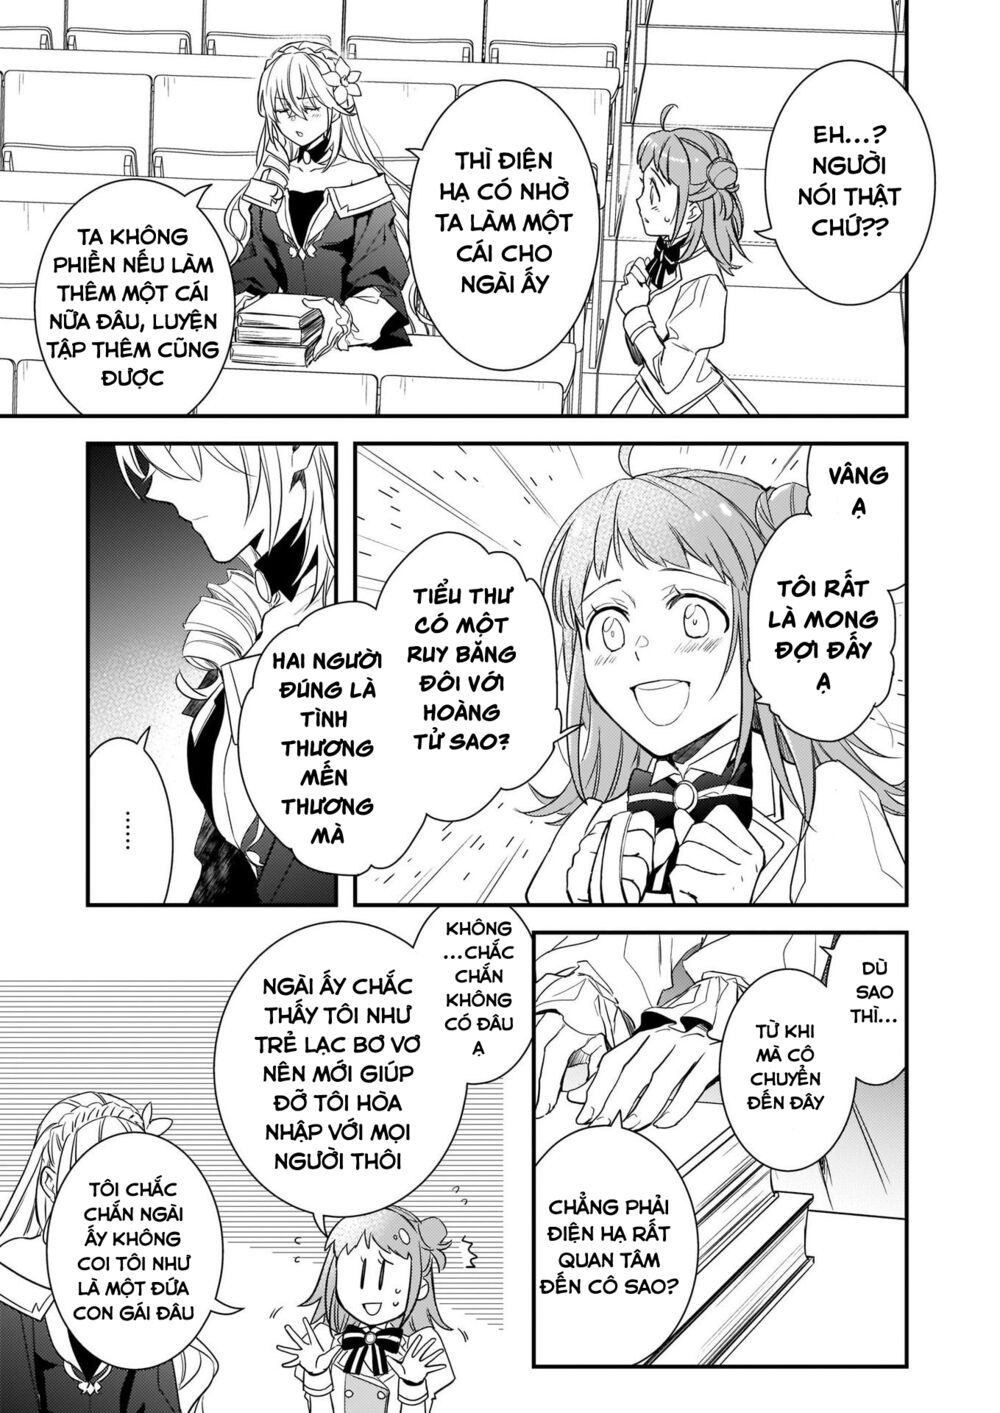 EH...?
NGƯỜI
NÓI THẬT
CHỨ??
THÌ ĐIỆN
HẠ CÓ NHỜ
TA LÀM MỘT
CÁI CHO
NGÀI ẤY
TA KHÔNG
PHIỀN NẾU LÀM
THÊM MỘT CÁI
NỮA ĐÂU, LUYỆN
TẬP THÊM CŨNG
ĐƯỢC
VÂNG
Ạ
TÔI RẤT
LÀ MONG
ĐỢI ĐẤY
Ạ
TIỂU THƯ
CÓ MỘT
RUY BĂNG
ĐÔI VỚI
HOÀNG
TỬ SAO?
HAI NGƯỜI
ĐÚNG LÀ
TÌNH
THƯƠNG
MẾN
THƯƠNG
MÀ
......
DÙ
SAO
THÌ...
TỪ KHI
MÀ CÔ
CHUYỂN
ĐẾN ĐÂY
CHẲNG PHẢI
ĐIỆN HẠ RẤT
QUAN TÂM
ĐẾN CÔ SAO?
KHÔNG
...CHẮC
CHẮN
KHÔNG
CÓ ĐÂU
Ạ
NGÀI ẤY CHẮC
THẤY TÔI NHƯ
TRẺ LẠC BƠ VƠ
NÊN MỚI GIÚP
ĐỠ TÔI HÒA
NHẬP VỚI MỌI
NGƯỜI THÔI
TÔI CHẮC
CHẮN NGÀI
ẤY KHÔNG
COI TÔI NHƯ
LÀ MỘT ĐỨA
CON GÁI ĐÂU